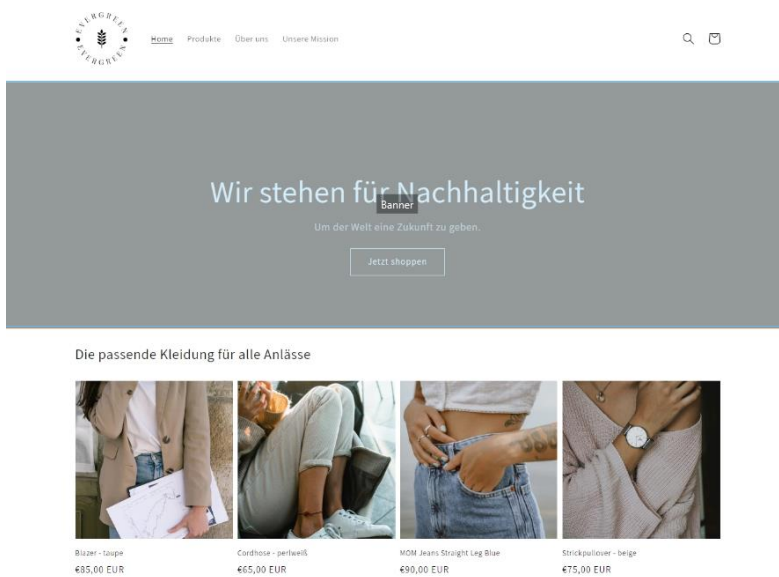 EVERGREEN
EVERGREEN
Home Produkte Über uns Unsere Mission
Wir stehen für Nachhaltigkeit
Banner
Um der Welt eine Zukunft zu geben.
Jetzt shoppen
Die passende Kleidung für alle Anlässe
Blazer - taupe
Cordhose - perlweiß
MOM Jeans Straight Leg Blue
Strickpullover - beige
€85,00 EUR
€65,00 EUR
€90,00 EUR
€75,00 EUR